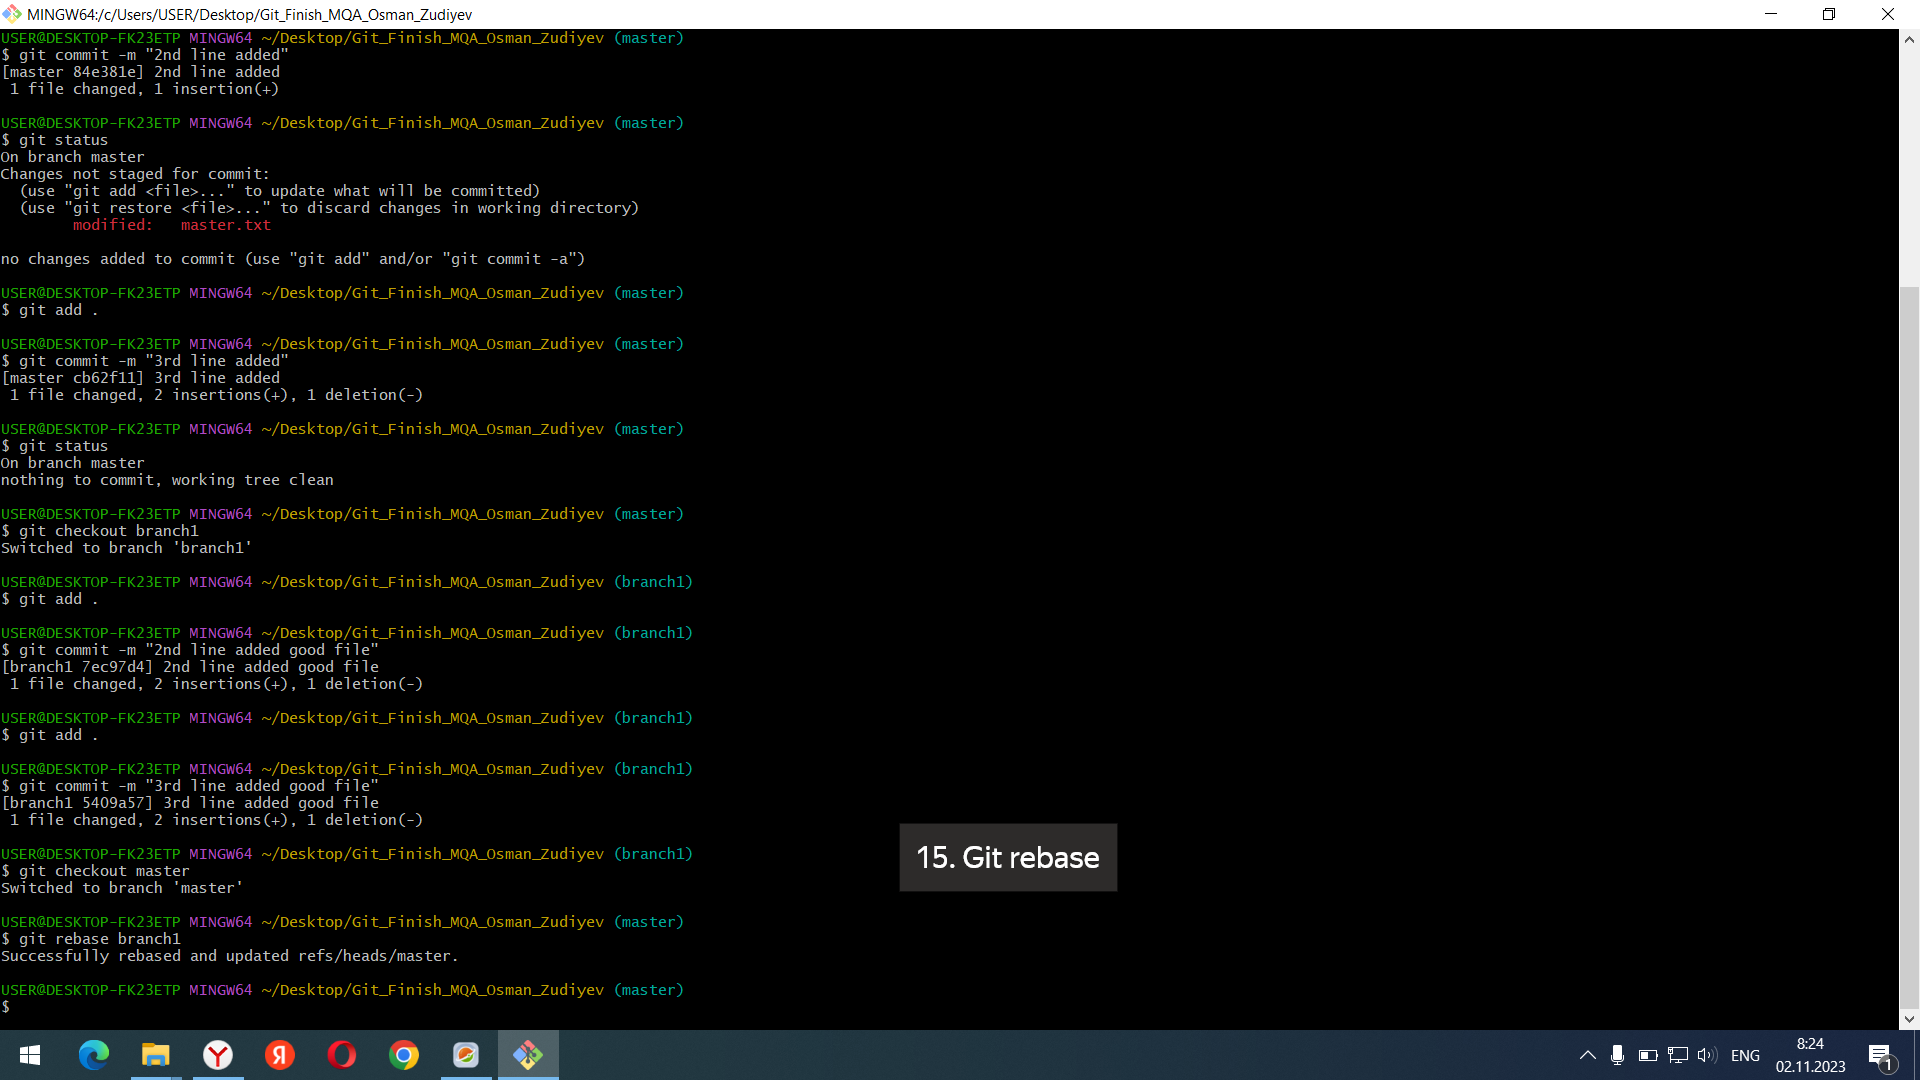 MINGW64:/c/Users/USER/Desktop/Git_Finish_MQA_Osman_Zudiyev
USER@DESKTOP-FK23ETP MINGW64 ~/Desktop/Git_Finish_MQA_Osman_Zudiyev (master)
$ git commit -m "2nd line added"
[master 84e381e] 2nd line added
 1 file changed, 1 insertion(+)

USER@DESKTOP-FK23ETP MINGW64 ~/Desktop/Git_Finish_MQA_Osman_Zudiyev (master)
$ git status
On branch master
Changes not staged for commit:
  (use "git add <file>..." to update what will be committed)
  (use "git restore <file>..." to discard changes in working directory)
        modified:   master.txt

no changes added to commit (use "git add" and/or "git commit -a")

USER@DESKTOP-FK23ETP MINGW64 ~/Desktop/Git_Finish_MQA_Osman_Zudiyev (master)
$ git add .

USER@DESKTOP-FK23ETP MINGW64 ~/Desktop/Git_Finish_MQA_Osman_Zudiyev (master)
$ git commit -m "3rd line added"
[master cb62f11] 3rd line added
 1 file changed, 2 insertions(+), 1 deletion(-)

USER@DESKTOP-FK23ETP MINGW64 ~/Desktop/Git_Finish_MQA_Osman_Zudiyev (master)
$ git status
On branch master
nothing to commit, working tree clean

USER@DESKTOP-FK23ETP MINGW64 ~/Desktop/Git_Finish_MQA_Osman_Zudiyev (master)
$ git checkout branch1
Switched to branch 'branch1'

USER@DESKTOP-FK23ETP MINGW64 ~/Desktop/Git_Finish_MQA_Osman_Zudiyev (branch1)
$ git add .

USER@DESKTOP-FK23ETP MINGW64 ~/Desktop/Git_Finish_MQA_Osman_Zudiyev (branch1)
$ git commit -m "2nd line added good file"
[branch1 7ec97d4] 2nd line added good file
 1 file changed, 2 insertions(+), 1 deletion(-)

USER@DESKTOP-FK23ETP MINGW64 ~/Desktop/Git_Finish_MQA_Osman_Zudiyev (branch1)
$ git add .

USER@DESKTOP-FK23ETP MINGW64 ~/Desktop/Git_Finish_MQA_Osman_Zudiyev (branch1)
$ git commit -m "3rd line added good file"
[branch1 5409a57] 3rd line added good file
 1 file changed, 2 insertions(+), 1 deletion(-)

USER@DESKTOP-FK23ETP MINGW64 ~/Desktop/Git_Finish_MQA_Osman_Zudiyev (branch1)
$ git checkout master
Switched to branch 'master'

USER@DESKTOP-FK23ETP MINGW64 ~/Desktop/Git_Finish_MQA_Osman_Zudiyev (master)
$ git rebase branch1
Successfully rebased and updated refs/heads/master.

USER@DESKTOP-FK23ETP MINGW64 ~/Desktop/Git_Finish_MQA_Osman_Zudiyev (master)
$
15. Git rebase
ENG
8:24
02.11.2023
1